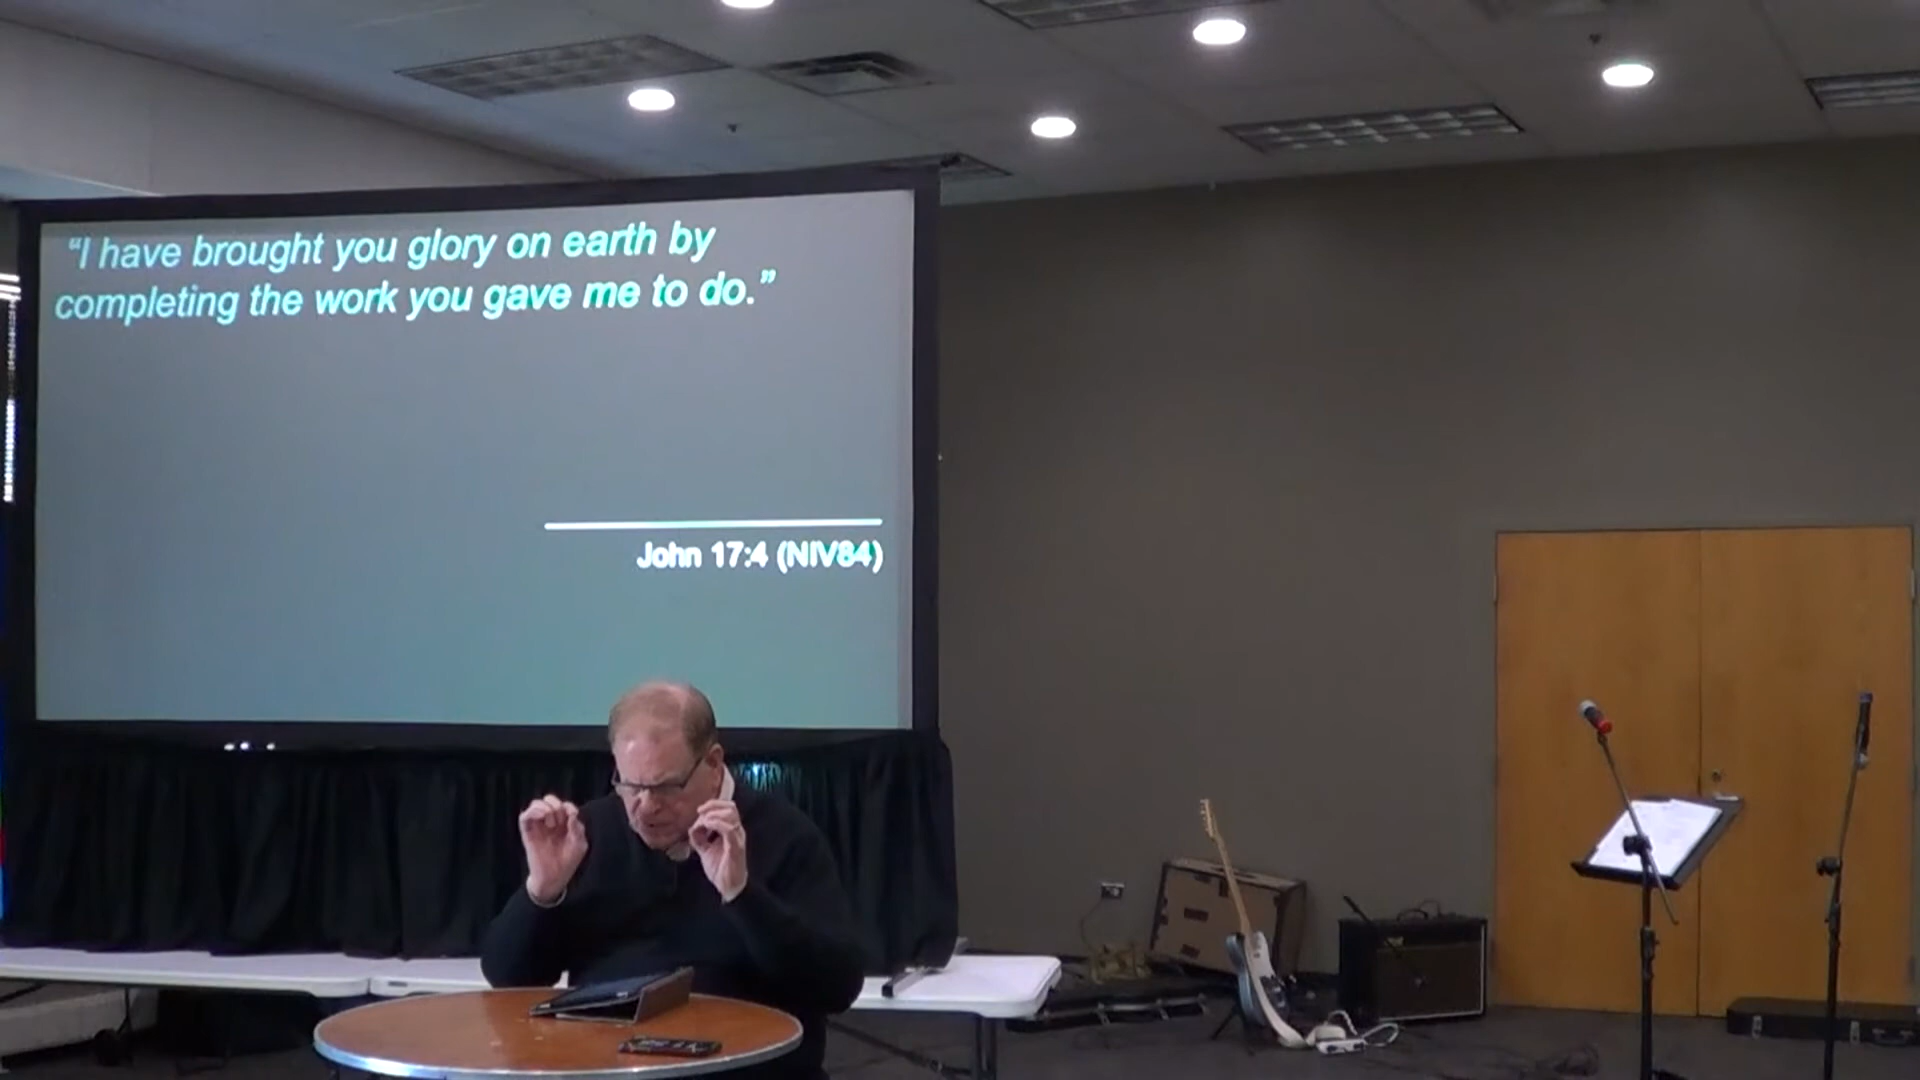 “I have brought you glory on earth by
completing the work you gave me to do.”
John 17:4 (NIV84)